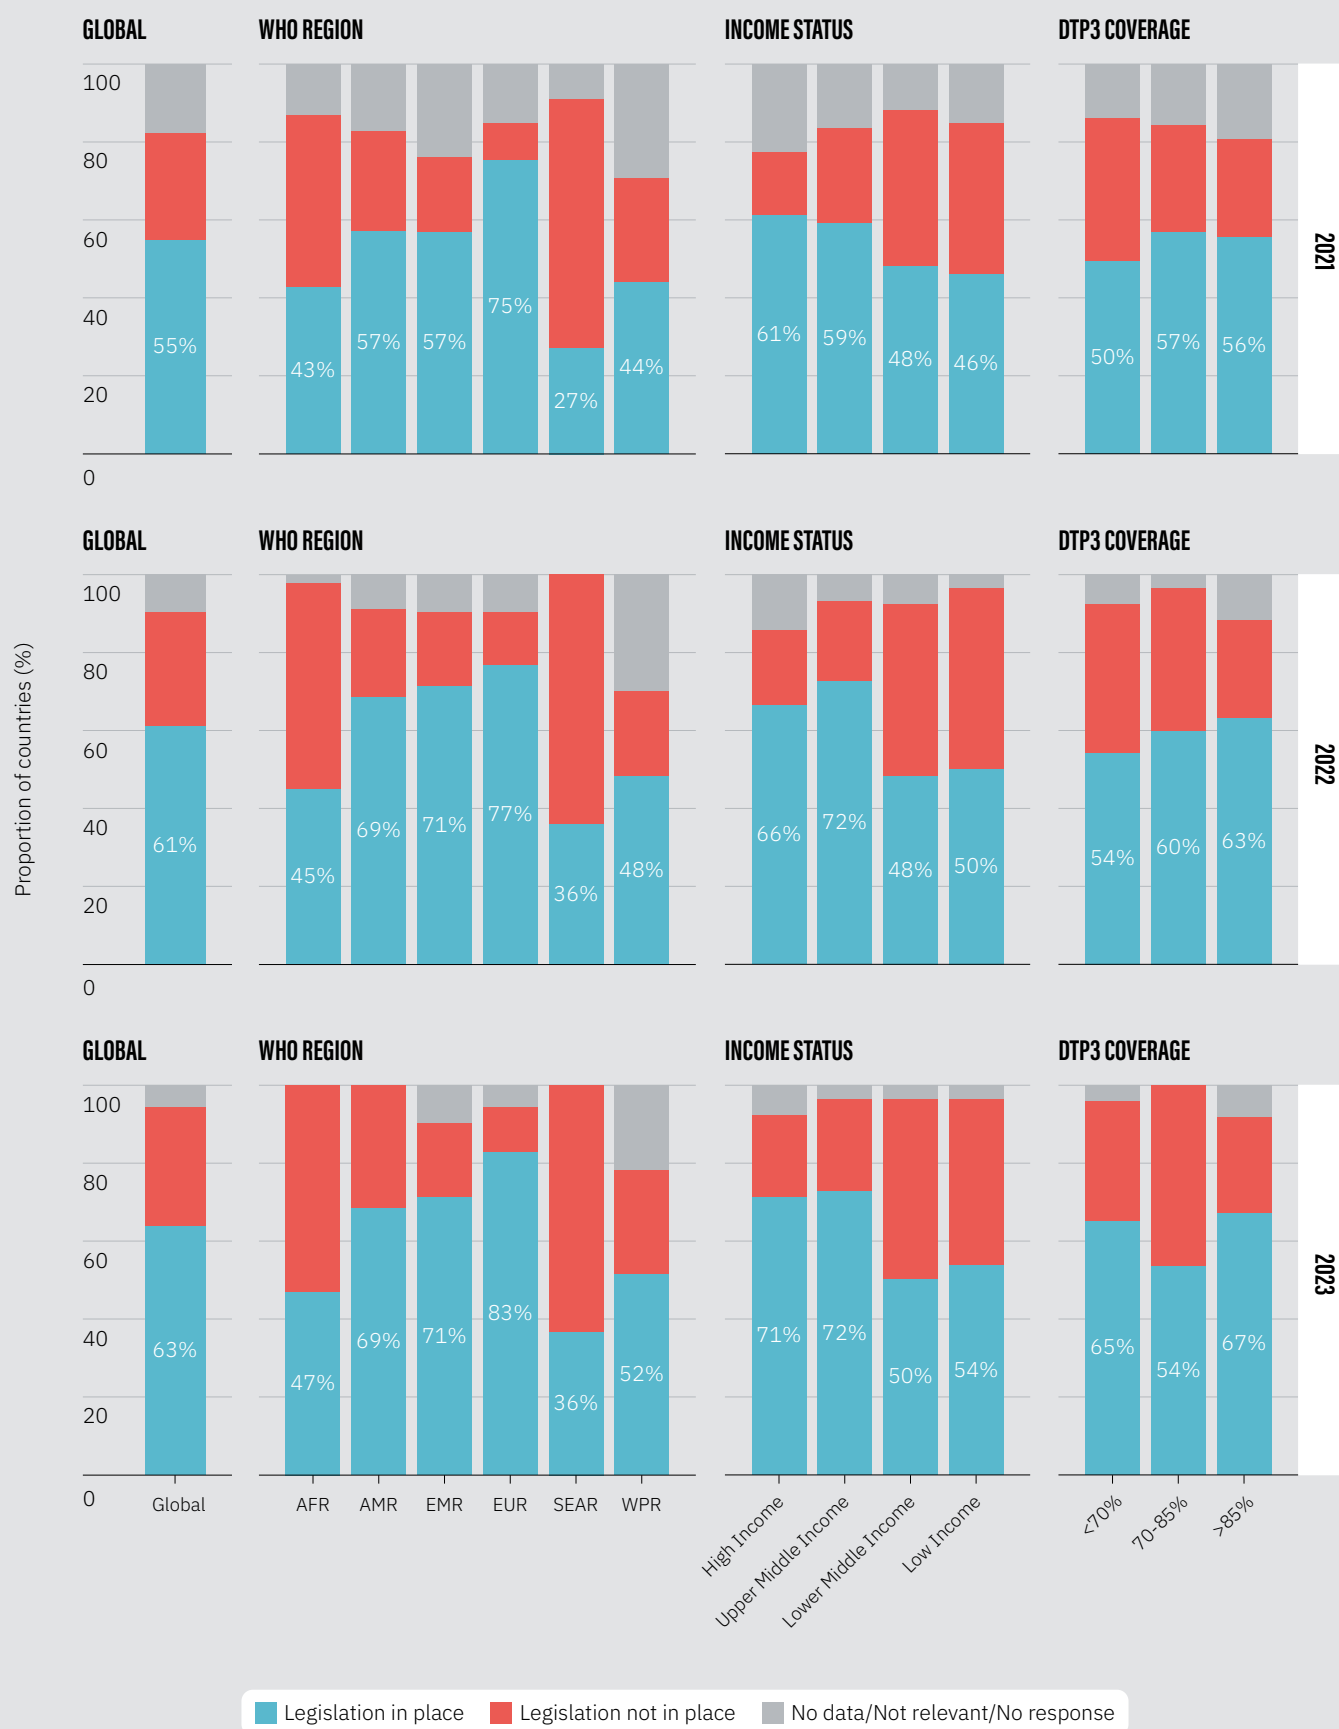 GLOBAL WHO REGION INCOME STATUS DTP3 COVERAGE
100
80
60
40
20
0
55%
43% 57% 57% 75% 27% 44%
61% 59% 48% 46%
50% 57% 56%
2021
GLOBAL WHO REGION INCOME STATUS DTP3 COVERAGE
Proportion of countries (%)
100
80
60
40
20
0
61%
45% 69% 71% 77% 36% 48%
66% 72% 48% 50%
54% 60% 63%
2022
GLOBAL WHO REGION INCOME STATUS DTP3 COVERAGE
100
80
60
40
20
0
63%
47% 69% 71% 83% 36% 52%
71% 72% 50% 54%
65% 54% 67%
2023
Global AFR AMR EMR EUR SEAR WPR
High Income
Upper Middle Income
Lower Middle Income
Low Income
<70%
70-85%
>85%
Legislation in place Legislation not in place No data/Not relevant/No response